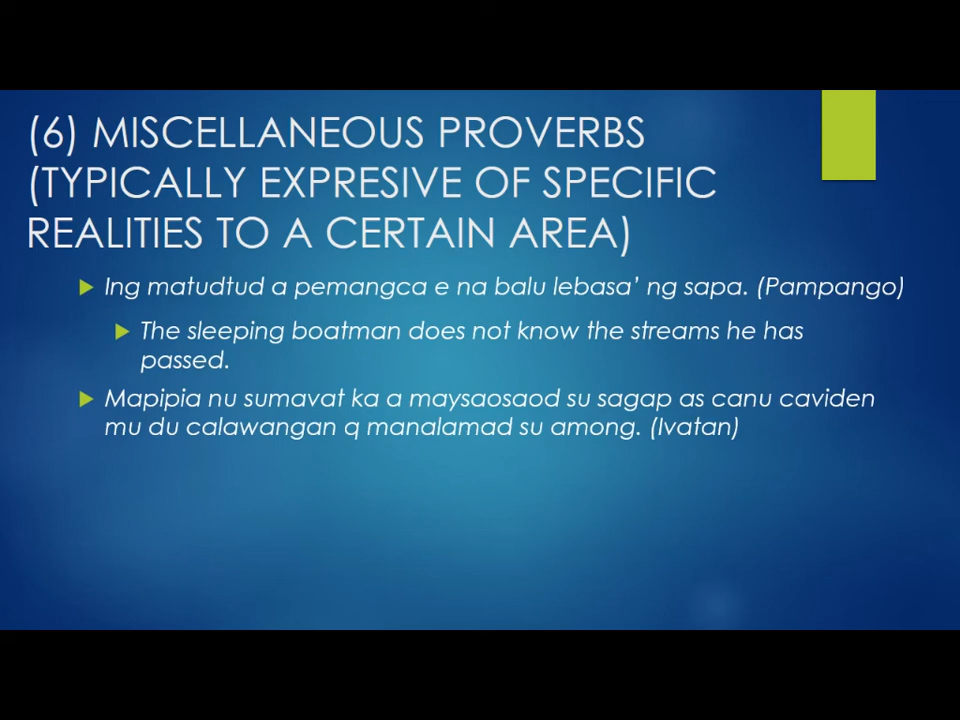 (6) MISCELLANEOUS PROVERBS
(TYPICALLY EXPRESIVE OF SPECIFIC
REALITIES TO A CERTAIN AREA)
Ing matudtud a pemangca e na balu lebasa’ ng sapa. (Pampango)
The sleeping boatman does not know the streams he has
passed.
Mapipia nu sumavat ka a maysaosaod su sagap as canu caviden
mu du calawangan q manalamad su among. (Ivatan)